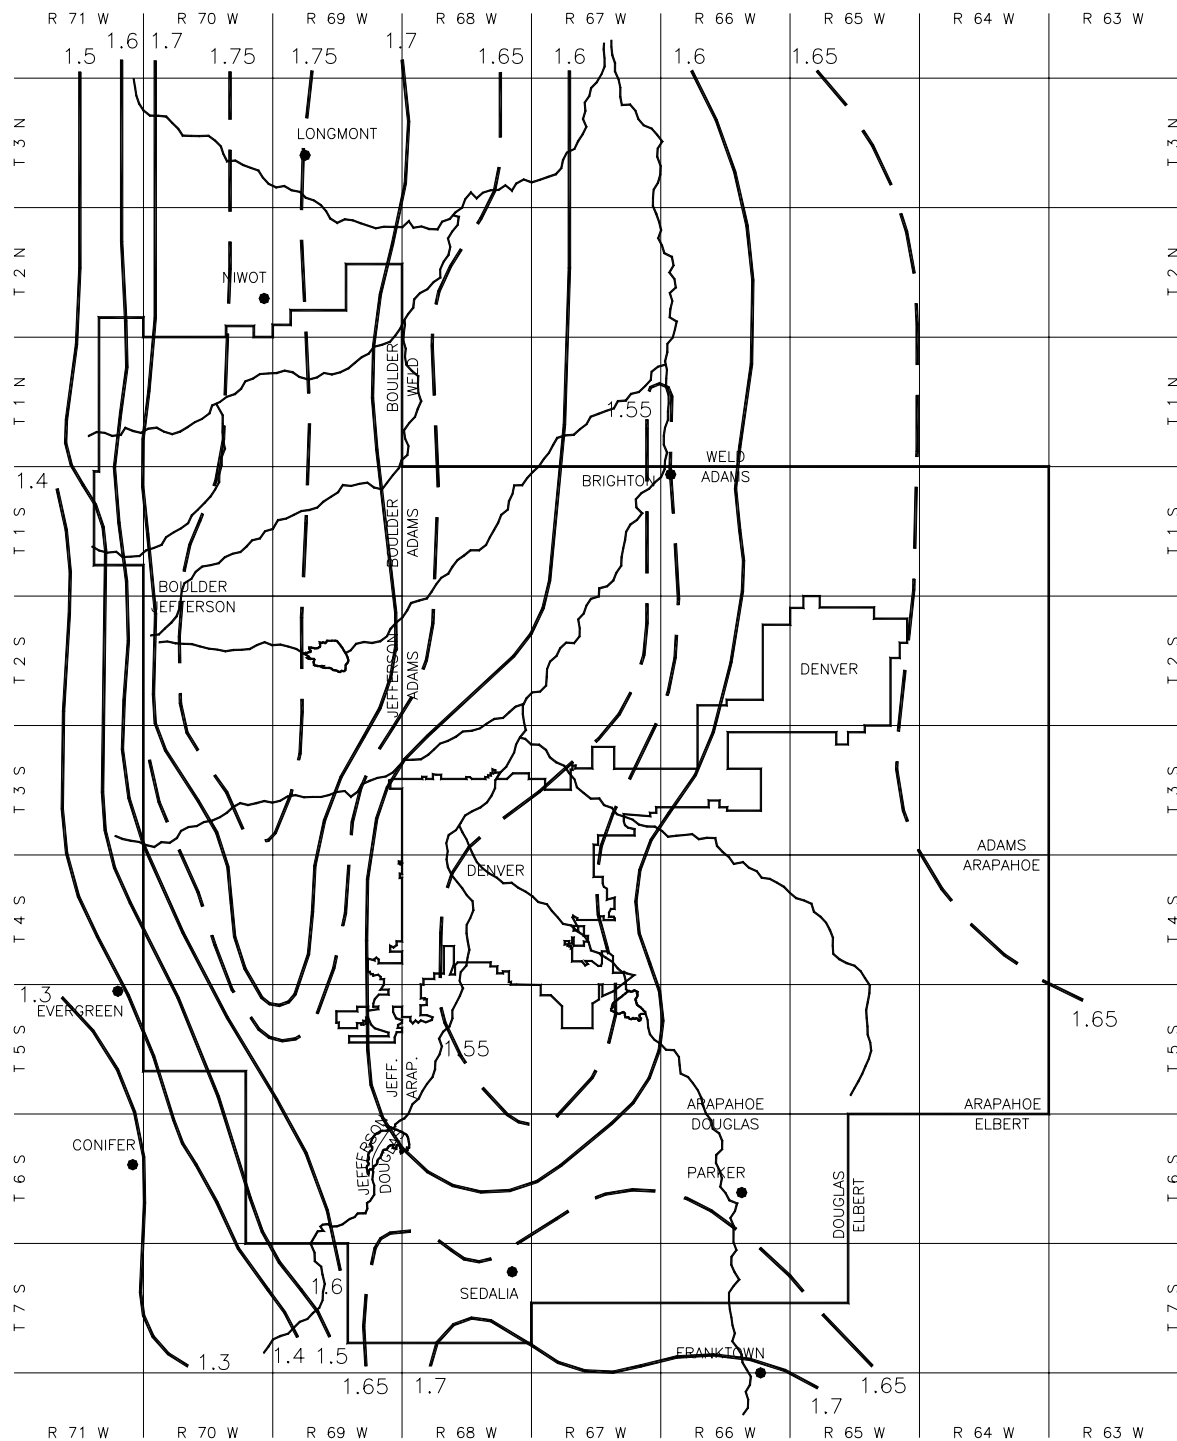 R 71 W R 70 W R 69 W R 68 W R 67 W R 66 W R 65 W R 64 W R 63 W
1.5 1.6 1.7 1.75 1.75 1.7 1.65 1.6 1.6 1.65
T 3 N
LONGMONT
T 3 N
T 2 N
NIWOT
T 2 N
T 1 N
BOULDER
WELD
1.55
T 1 N
1.4
BRIGHTON
WELD
ADAMS
T 1 S
BOULDER
ADAMS
T 1 S
BOULDER
JEFFERSON
T 2 S
JEFFERSON
ADAMS
DENVER
T 2 S
T 3 S
T 3 S
ADAMS
ARAPAHOE
DENVER
T 4 S
T 4 S
1.3
EVERGREEN
1.65
T 5 S
1.55
JEFF.
ARAP.
T 5 S
ARAPAHOE
DOUGLAS
ARAPAHOE
ELBERT
CONIFER
JEFFERSON
DOUGLAS
PARKER
T 6 S
DOUGLAS
ELBERT
T 6 S
1.6
SEDALIA
T 7 S
T 7 S
1.3 1.4 1.5
FRANKTOWN
1.65 1.7 1.65
1.7
R 71 W R 70 W R 69 W R 68 W R 67 W R 66 W R 65 W R 64 W R 63 W